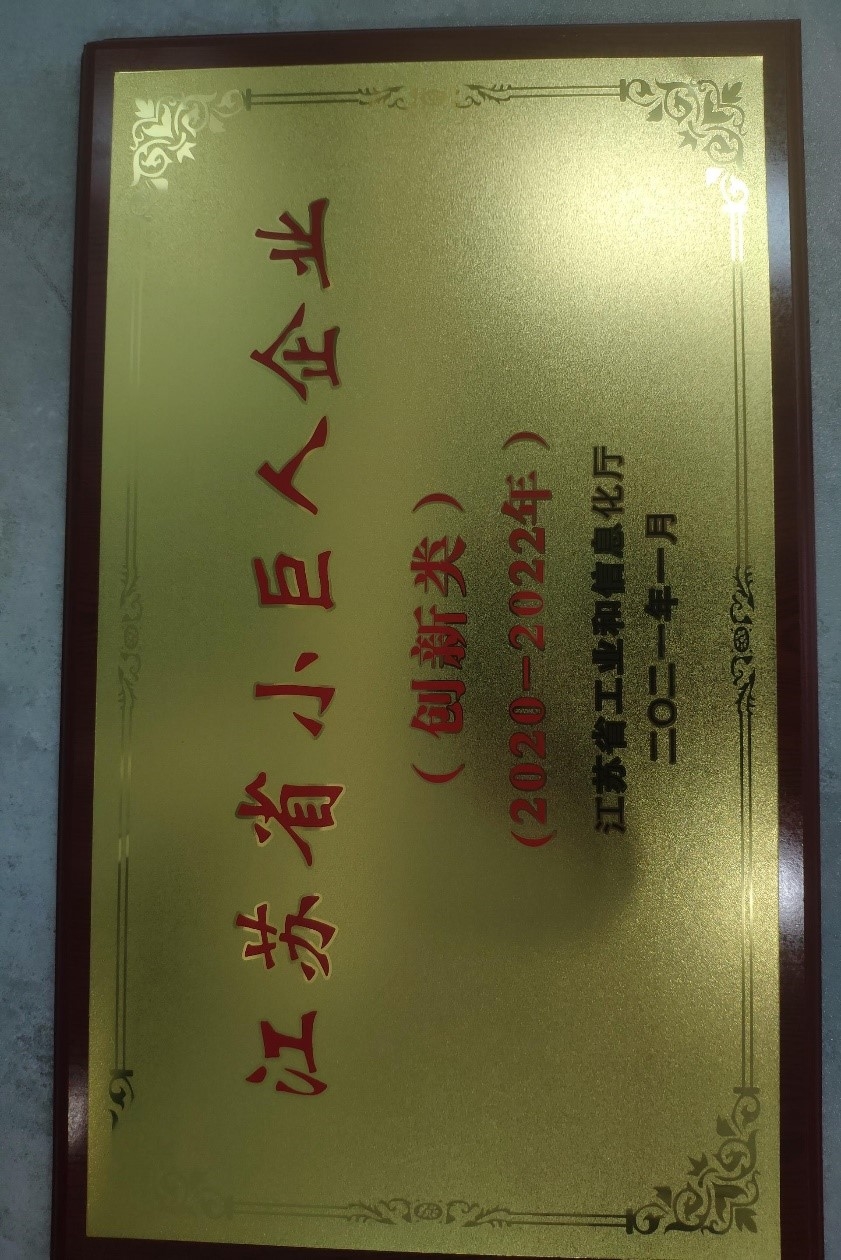 江苏省小巨人企业
（创新类）
(2020-2022年)
江苏省工业和信息化厅
二〇二一年一月